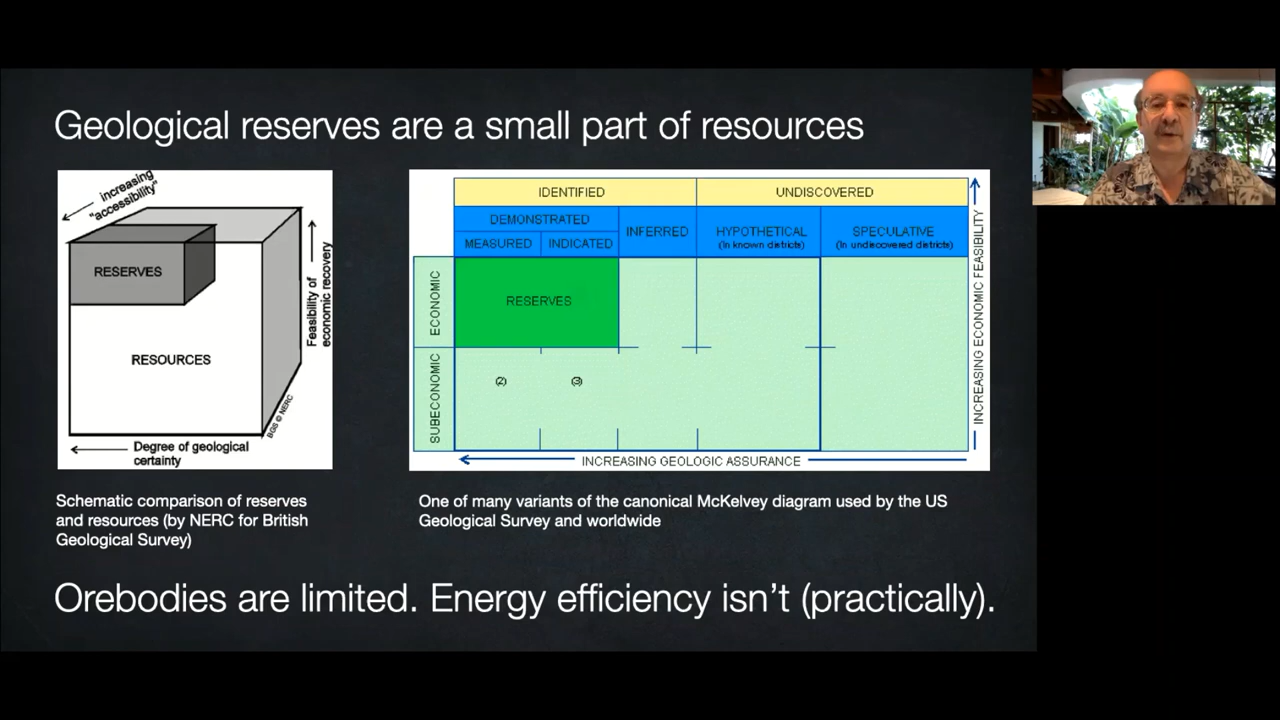 Geological reserves are a small part of resources
increasing
"accessibility"
RESERVES
RESOURCES
Feasibility of
economic recovery
BGS © NERC
Degree of geological
certainty
IDENTIFIED
UNDISCOVERED
DEMONSTRATED
MEASURED
INDICATED
INFERRED
HYPOTHETICAL
(in known districts)
SPECULATIVE
(in undiscovered districts)
ECONOMIC
RESERVES
SUBECONOMIC
②
③
INCREASING ECONOMIC FEASIBILITY
INCREASING GEOLOGIC ASSURANCE
Schematic comparison of reserves
and resources (by NERC for British
Geological Survey)
One of many variants of the canonical McKelvey diagram used by the US
Geological Survey and worldwide
Orebodies are limited. Energy efficiency isn't (practically).